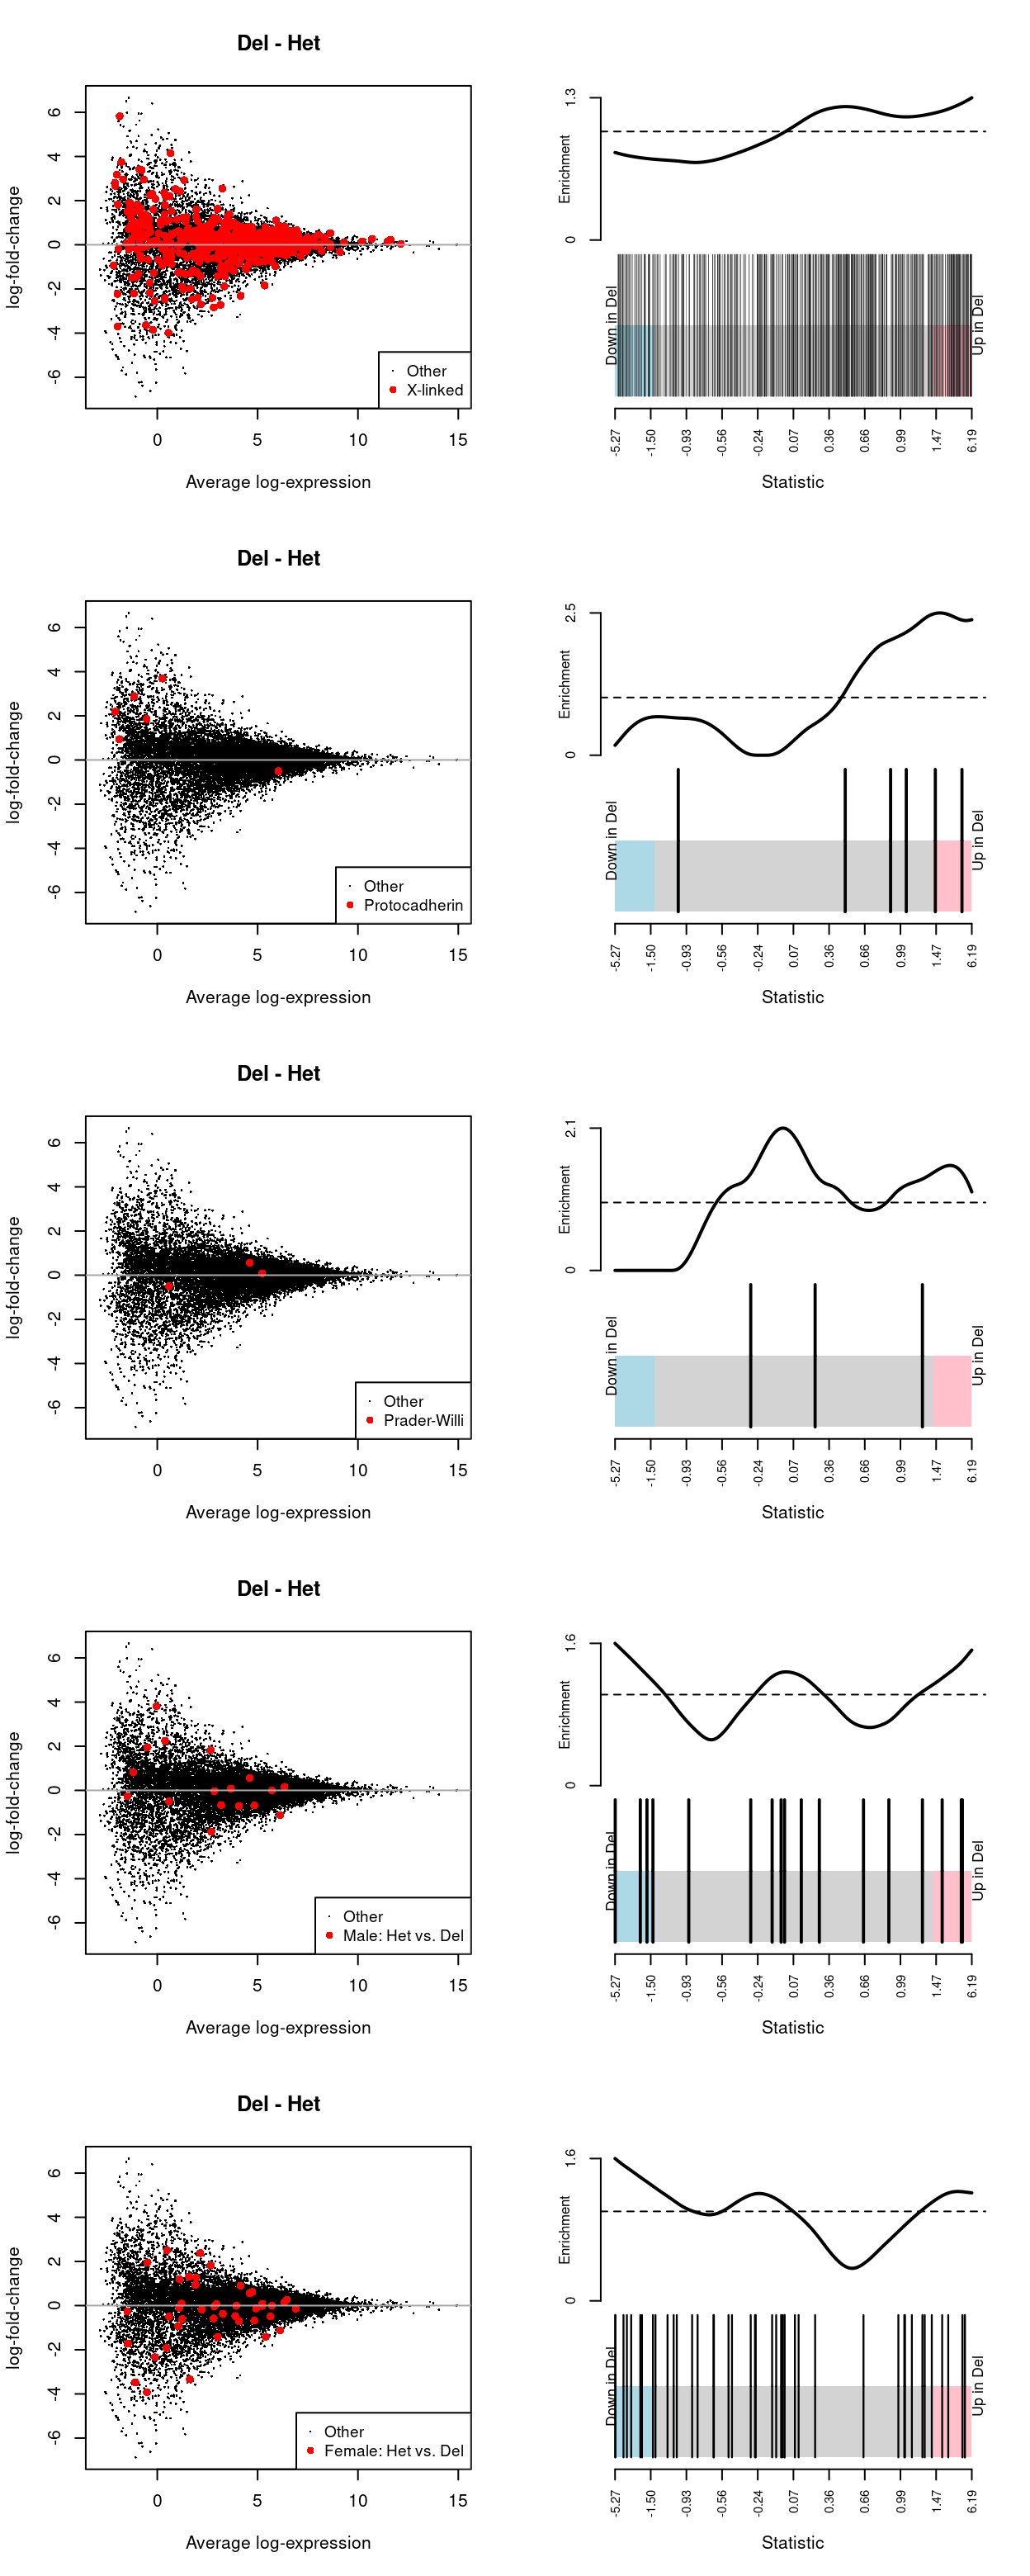 Del - Het
6
4
2
0
-2
-4
-6
log-fold-change
0 5 10 15
Average log-expression
Other
X-linked
1.3
0
Enrichment
Down in Del
Up in Del
-5.27 -1.50 -0.93 -0.56 -0.24 0.07 0.36 0.66 0.99 1.47 6.19
Statistic
Del - Het
6
4
2
0
-2
-4
-6
log-fold-change
0 5 10 15
Average log-expression
Other
Protocadherin
2.5
0
Enrichment
Down in Del
Up in Del
-5.27 -1.50 -0.93 -0.56 -0.24 0.07 0.36 0.66 0.99 1.47 6.19
Statistic
Del - Het
6
4
2
0
-2
-4
-6
log-fold-change
0 5 10 15
Average log-expression
Other
Prader-Willi
2.1
0
Enrichment
Down in Del
Up in Del
-5.27 -1.50 -0.93 -0.56 -0.24 0.07 0.36 0.66 0.99 1.47 6.19
Statistic
Del - Het
6
4
2
0
-2
-4
-6
log-fold-change
0 5 10 15
Average log-expression
Other
Male: Het vs. Del
1.6
0
Enrichment
Down in Del
Up in Del
-5.27 -1.50 -0.93 -0.56 -0.24 0.07 0.36 0.66 0.99 1.47 6.19
Statistic
Del - Het
6
4
2
0
-2
-4
-6
log-fold-change
0 5 10 15
Average log-expression
Other
Female: Het vs. Del
1.6
0
Enrichment
Down in Del
Up in Del
-5.27 -1.50 -0.93 -0.56 -0.24 0.07 0.36 0.66 0.99 1.47 6.19
Statistic